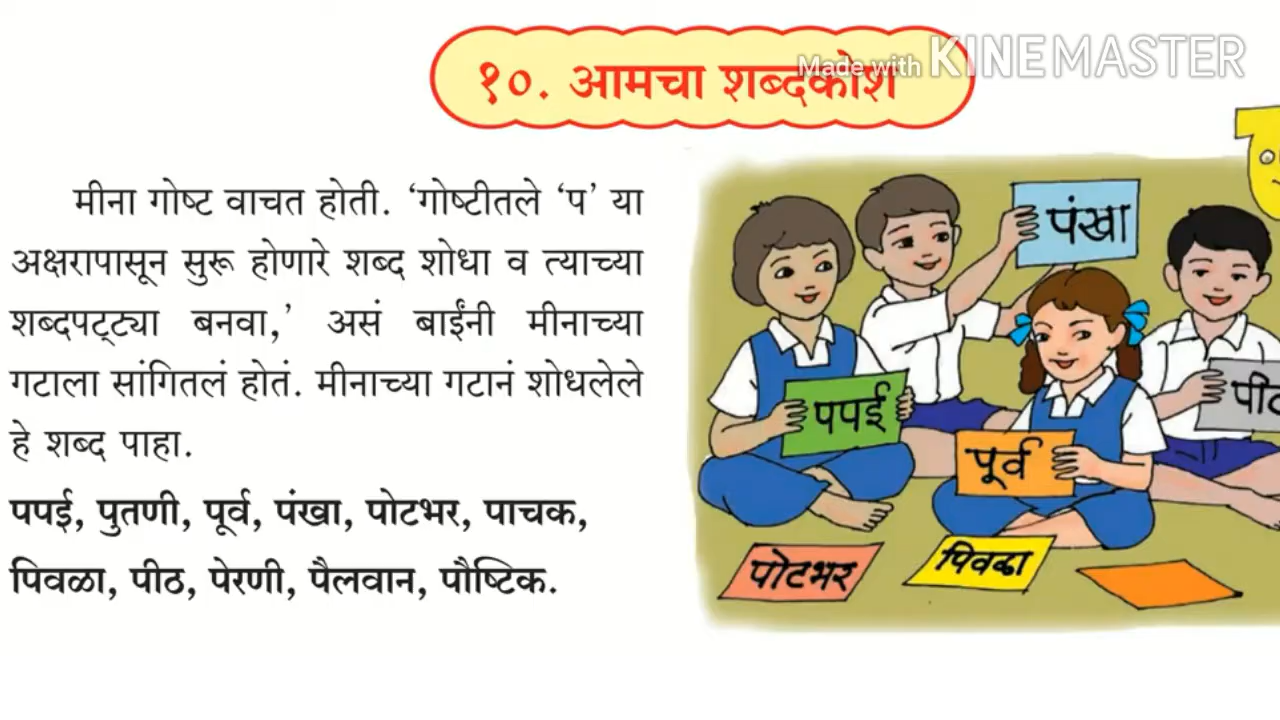 १०. आमचा शब्दकोश
Made with KINEMASTER
मीना गोष्ट वाचत होती. ‘गोष्टीतले ‘प’ या
अक्षरापासून सुरू होणारे शब्द शोधा व त्याच्या
शब्दपट्ट्या बनवा,’ असं बाईंनी मीनाच्या
गटाला सांगितलं होतं. मीनाच्या गटानं शोधलेले
हे शब्द पाहा.
पपई, पुतणी, पूर्व, पंखा, पोटभर, पाचक,
पिवळा, पीठ, पेरणी, पैलवान, पौष्टिक.
पंखा
पपई
पूर्व
पोटभर
पिवळा